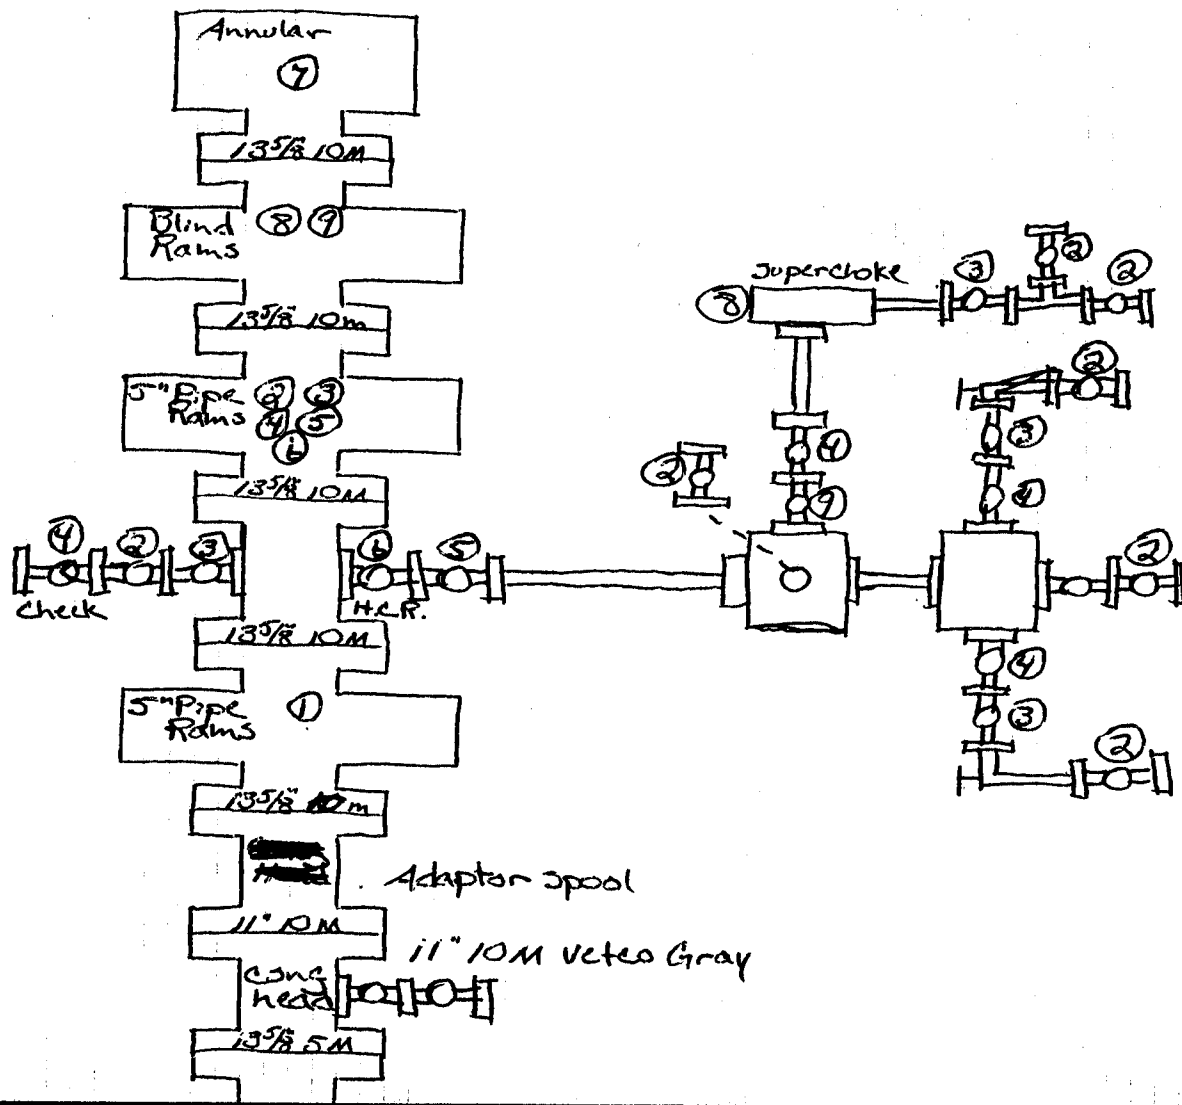 Annular
7
13 5/8" 10M
Blind
Rams
8 9
13 5/8" 10M
5" Pipe
Rams
2 3
4 5
6
13 5/8" 10M
4 2 3
Check
6 5
H.C.R.
13 5/8" 10M
5" Pipe
Rams
1
13 5/8" 10M
Adaptor spool
11" 10M
11" 10M Vetco Gray
csng
head
13 5/8" 5M
superchoke
8
3
2
2
4
9
2
2
3
4
2
4
3
2